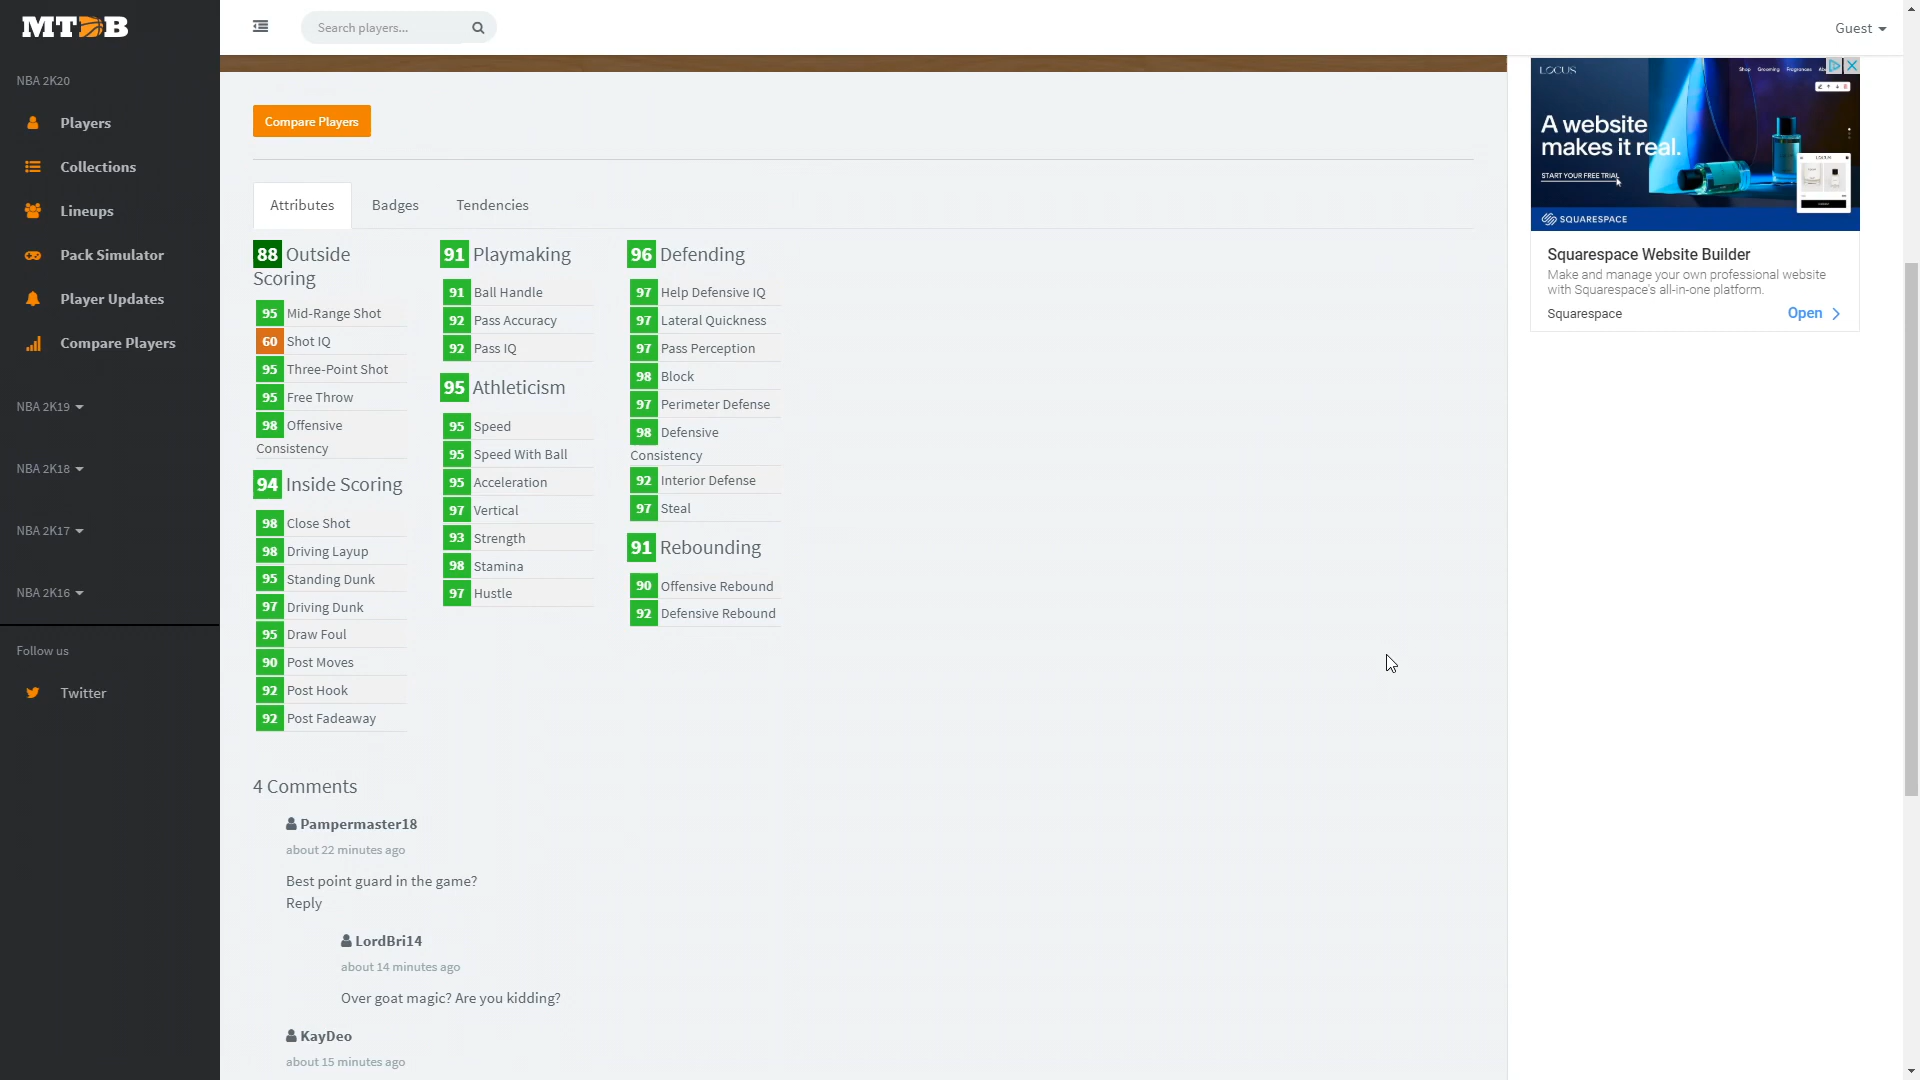 MTDB
Search players...
Guest
NBA 2K20
Players
Collections
Lineups
Pack Simulator
Player Updates
Compare Players
NBA 2K19
NBA 2K18
NBA 2K17
NBA 2K16
Follow us
Twitter
Compare Players
Attributes
Badges
Tendencies
88 Outside
Scoring
95 Mid-Range Shot
60 Shot IQ
95 Three-Point Shot
95 Free Throw
98 Offensive
Consistency
94 Inside Scoring
98 Close Shot
98 Driving Layup
95 Standing Dunk
97 Driving Dunk
95 Draw Foul
90 Post Moves
92 Post Hook
92 Post Fadeaway
91 Playmaking
91 Ball Handle
92 Pass Accuracy
92 Pass IQ
95 Athleticism
95 Speed
95 Speed With Ball
95 Acceleration
97 Vertical
93 Strength
98 Stamina
97 Hustle
96 Defending
97 Help Defensive IQ
97 Lateral Quickness
97 Pass Perception
98 Block
97 Perimeter Defense
98 Defensive
Consistency
92 Interior Defense
97 Steal
91 Rebounding
90 Offensive Rebound
92 Defensive Rebound
4 Comments
Pampermaster18
about 22 minutes ago
Best point guard in the game?
Reply
LordBri14
about 14 minutes ago
Over goat magic? Are you kidding?
KayDeo
about 15 minutes ago
LOCUS
Shop Grooming Fragrances
A website
makes it real.
START YOUR FREE TRIAL
LOCUS
SQUARESPACE
Squarespace Website Builder
Make and manage your own professional website
with Squarespace's all-in-one platform.
Squarespace
Open